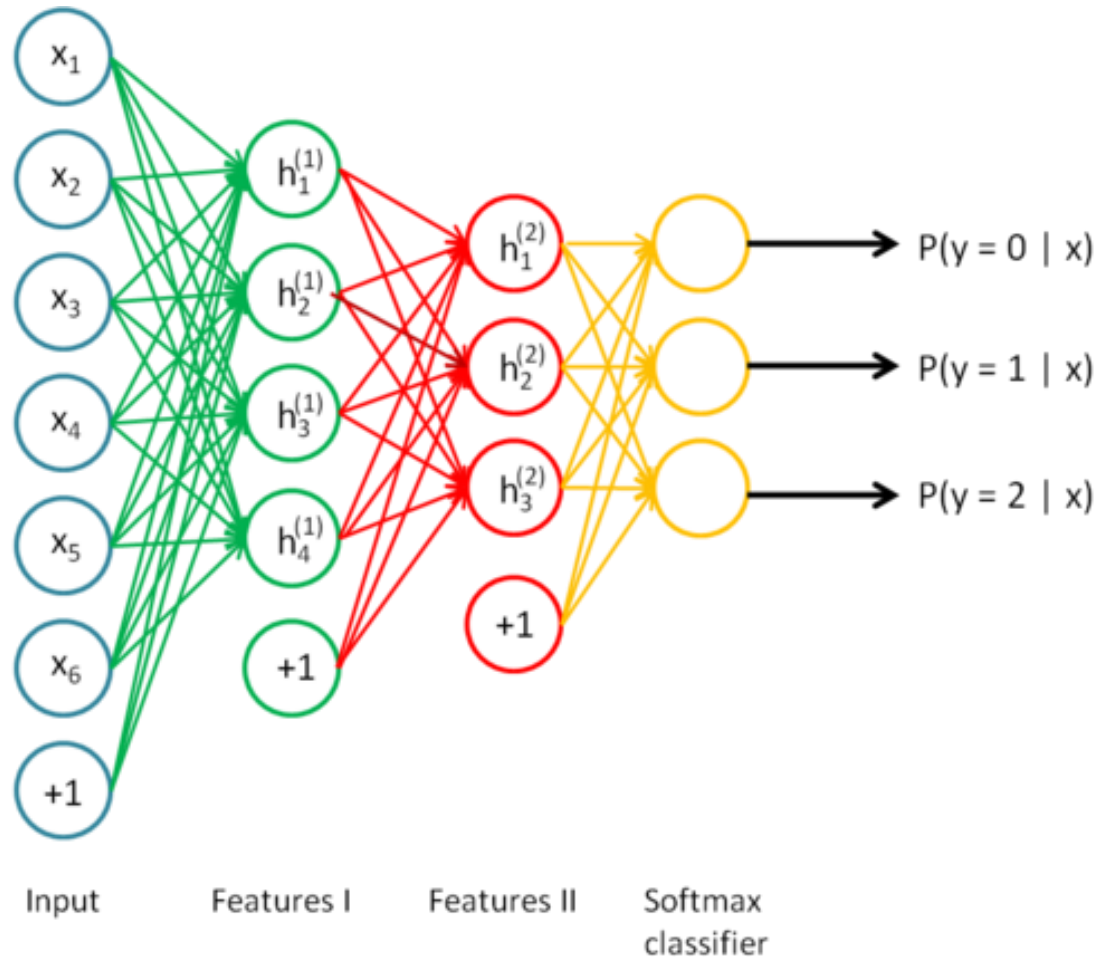 x₁
x₂
x₃
x₄
x₅
x₆
+1
h₁⁽¹⁾
h₂⁽¹⁾
h₃⁽¹⁾
h₄⁽¹⁾
+1
h₁⁽²⁾
h₂⁽²⁾
h₃⁽²⁾
+1
P(y = 0 | x)
P(y = 1 | x)
P(y = 2 | x)
Input
Features I
Features II
Softmax
classifier